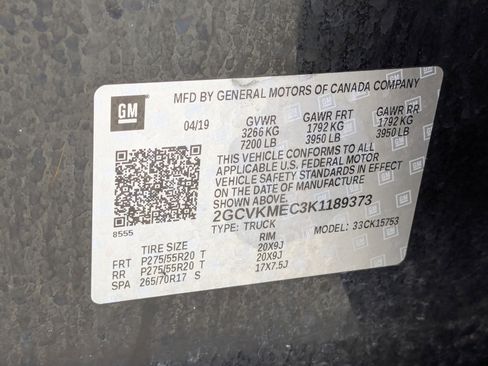 GM
MFD BY GENERAL MOTORS OF CANADA COMPANY
04/19 GVWR GAWR FRT GAWR RR
3266 KG 1792 KG 1792 KG
7200 LB 3950 LB 3950 LB
THIS VEHICLE CONFORMS TO ALL
APPLICABLE U.S. FEDERAL MOTOR
VEHICLE SAFETY STANDARDS IN EFFECT
ON THE DATE OF MANUFACTURE
SHOWN ABOVE.
2GCVKMEC3K1189373
TYPE: TRUCK MODEL: 33CK15753
8555
TIRE SIZE RIM
FRT P275/55R20 T 20X9J
RR P275/55R20 T 20X9J
SPA 265/70R17 S 17X7.5J